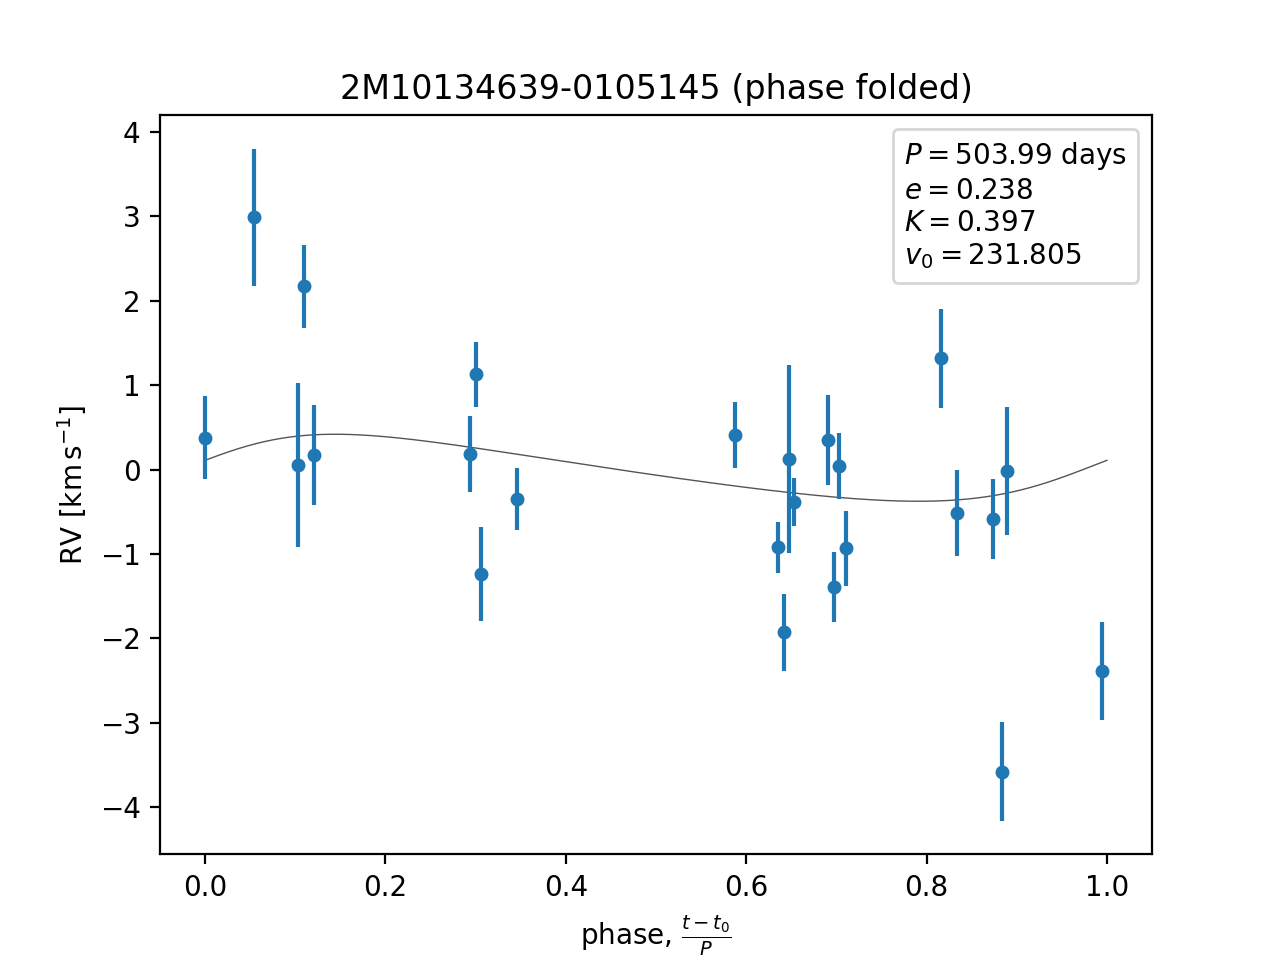 2M10134639-0105145 (phase folded)
P = 503.99 days
e = 0.238
K = 0.397
v₀ = 231.805
RV [km s⁻¹]
4
3
2
1
0
−1
−2
−3
−4
0.0 0.2 0.4 0.6 0.8 1.0
phase, (t − t₀)/P